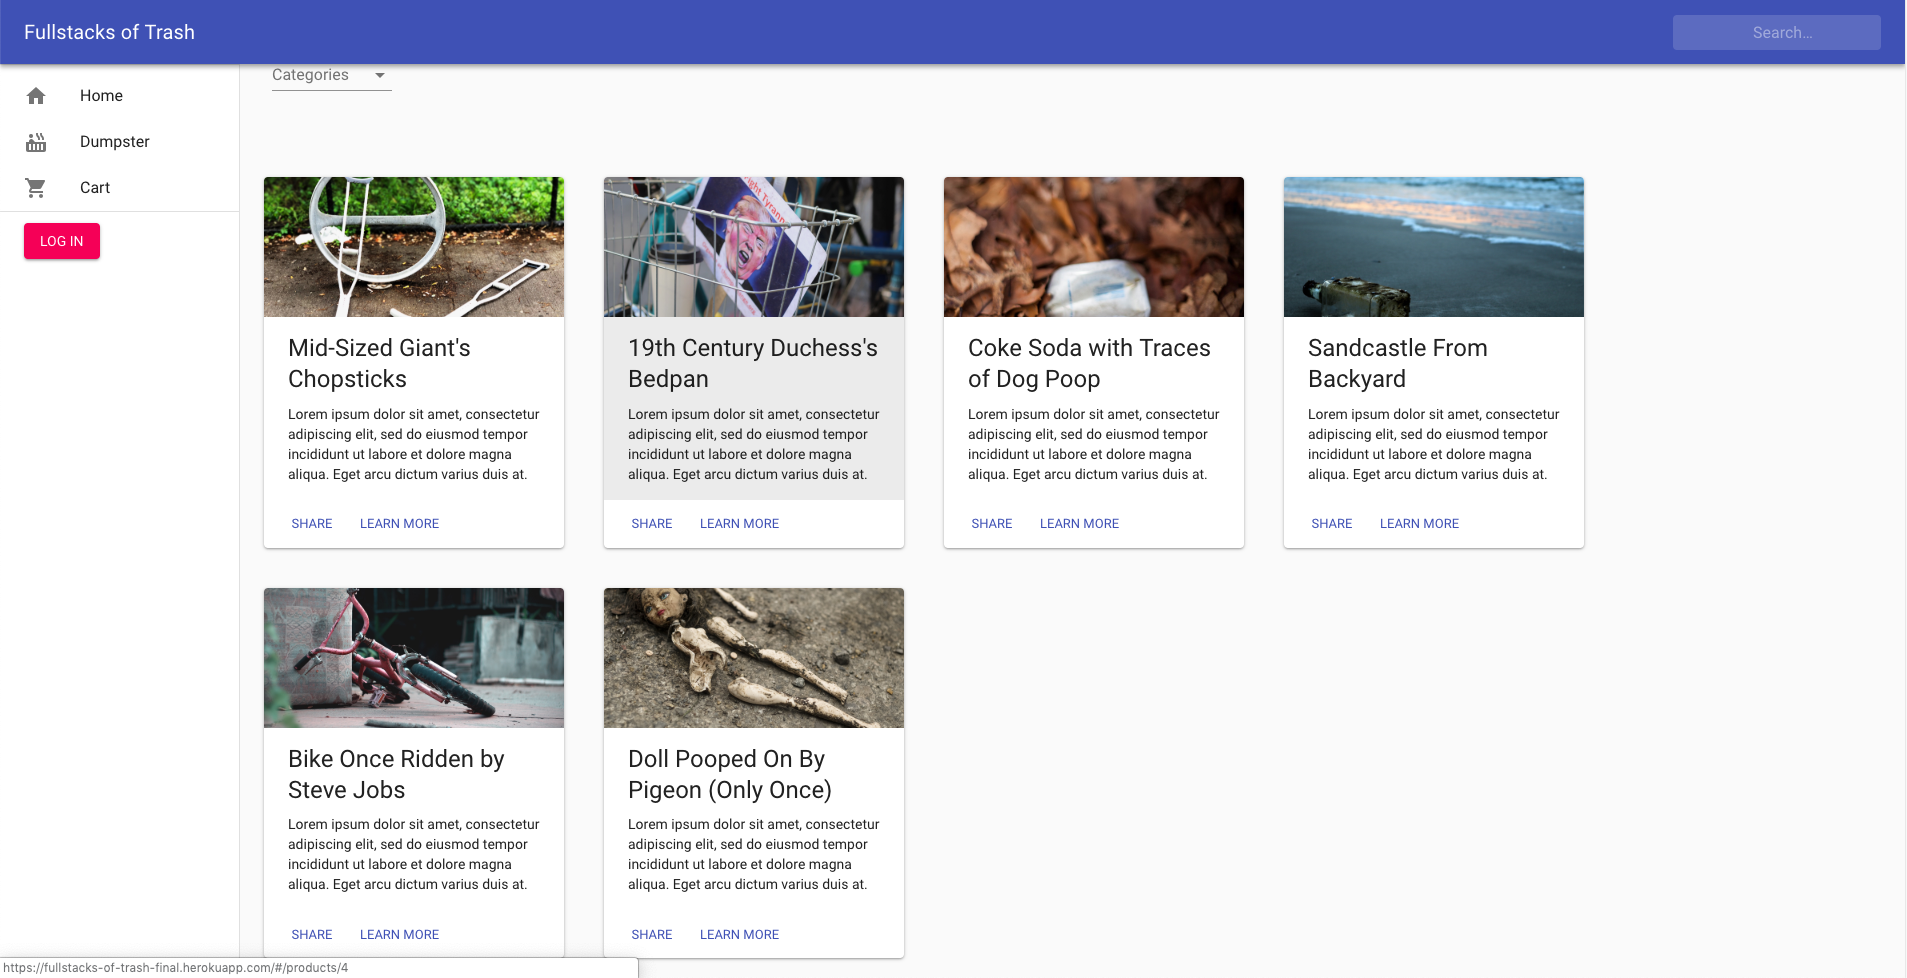 Fullstacks of Trash
Search...
Home
Dumpster
Cart
LOG IN
Categories
Mid-Sized Giant's
Chopsticks
Lorem ipsum dolor sit amet, consectetur
adipiscing elit, sed do eiusmod tempor
incididunt ut labore et dolore magna
aliqua. Eget arcu dictum varius duis at.
SHARE LEARN MORE
ight Tyrann
19th Century Duchess's
Bedpan
Lorem ipsum dolor sit amet, consectetur
adipiscing elit, sed do eiusmod tempor
incididunt ut labore et dolore magna
aliqua. Eget arcu dictum varius duis at.
SHARE LEARN MORE
Coke Soda with Traces
of Dog Poop
Lorem ipsum dolor sit amet, consectetur
adipiscing elit, sed do eiusmod tempor
incididunt ut labore et dolore magna
aliqua. Eget arcu dictum varius duis at.
SHARE LEARN MORE
Sandcastle From
Backyard
Lorem ipsum dolor sit amet, consectetur
adipiscing elit, sed do eiusmod tempor
incididunt ut labore et dolore magna
aliqua. Eget arcu dictum varius duis at.
SHARE LEARN MORE
Bike Once Ridden by
Steve Jobs
Lorem ipsum dolor sit amet, consectetur
adipiscing elit, sed do eiusmod tempor
incididunt ut labore et dolore magna
aliqua. Eget arcu dictum varius duis at.
SHARE LEARN MORE
Doll Pooped On By
Pigeon (Only Once)
Lorem ipsum dolor sit amet, consectetur
adipiscing elit, sed do eiusmod tempor
incididunt ut labore et dolore magna
aliqua. Eget arcu dictum varius duis at.
SHARE LEARN MORE
https://fullstacks-of-trash-final.herokuapp.com/#/products/4